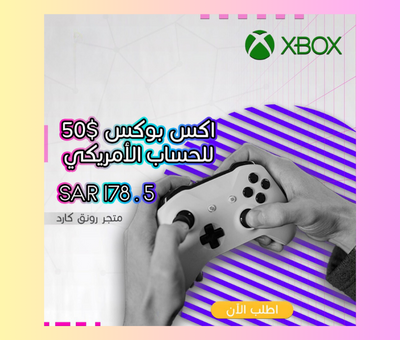 XBOX
اكس بوكس $50
للحساب الأمريكي
SAR 178.5
متجر رونق كارد
اطلب الآن